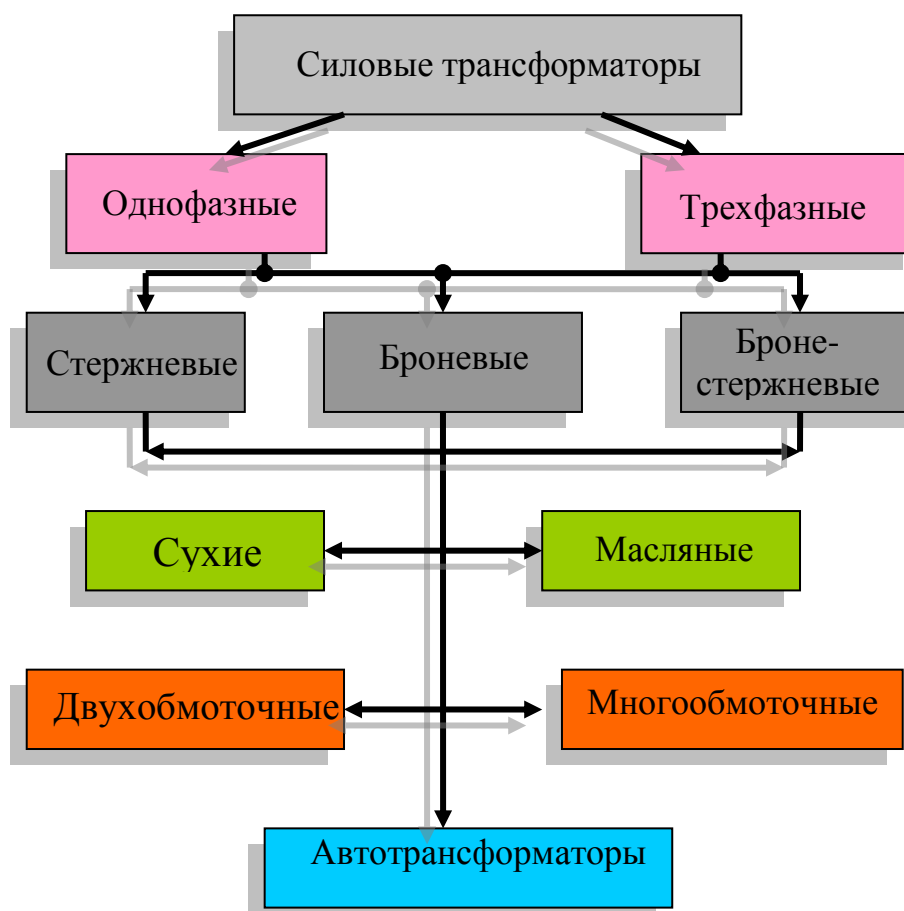 Силовые трансформаторы
Однофазные
Трехфазные
Стержневые
Броневые
Броне-
стержневые
Сухие
Масляные
Двухобмоточные
Многообмоточные
Автотрансформаторы